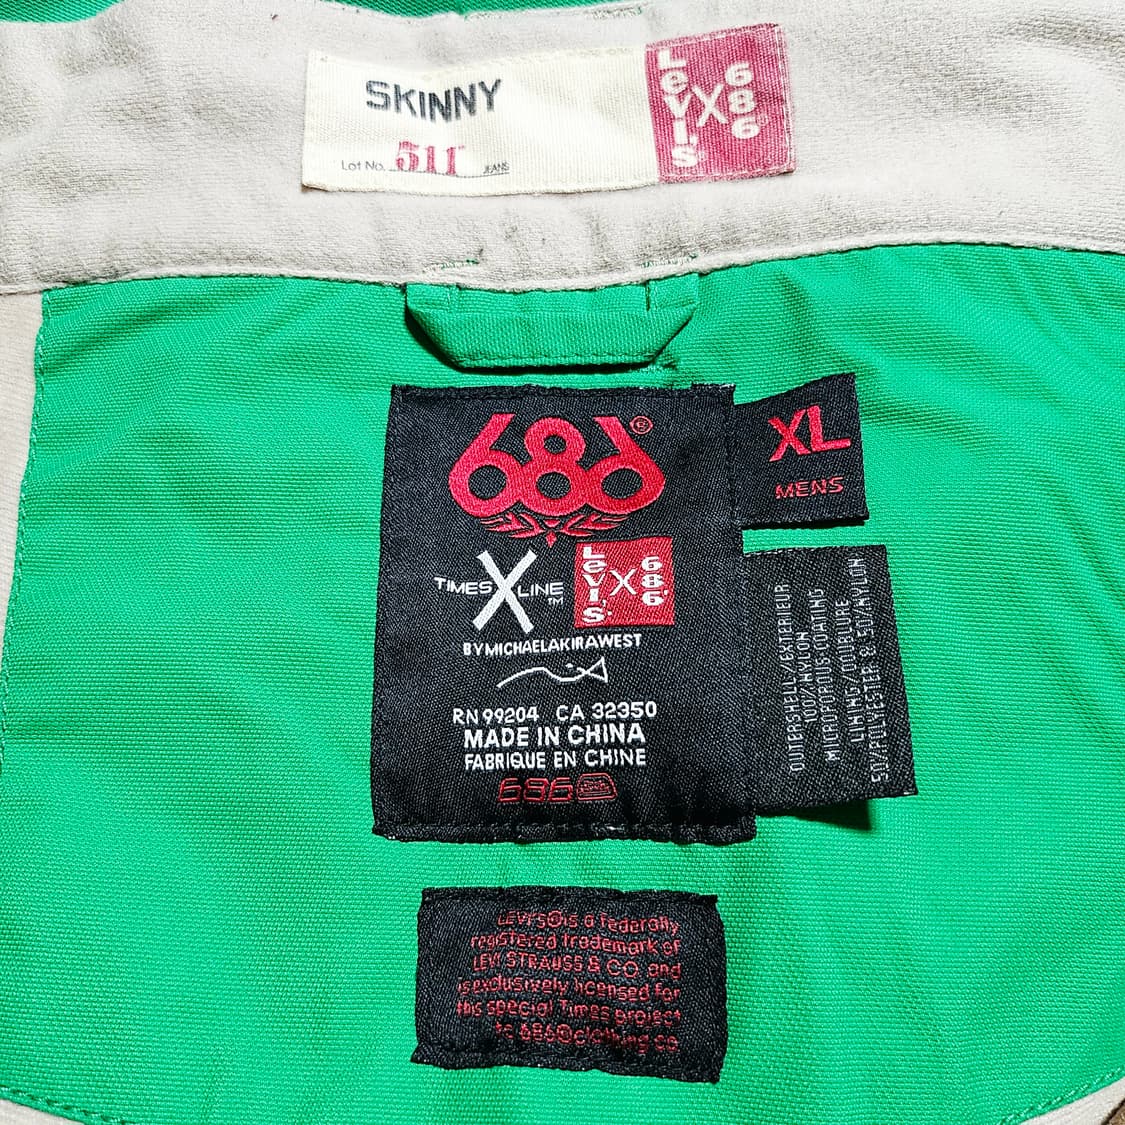 SKINNY
Lot No. 511 JEANS
Levi's X 686
686®
XL
MENS
TIMES X LINE™
Levi's X 686
BY MICHAELAKIRAWEST
RN 99204 CA 32350
MADE IN CHINA
FABRIQUE EN CHINE
686
OUTERSHELL/EXTÉRIEUR
100% NYLON
MICROPOROUS COATING
LINING/DOUBLURE
50%POLYESTER & 50%NYLON
LEVI'S®is a federally
registered trademark of
LEVI STRAUSS & CO and
is exclusively licensed for
this special Times project
to 686®clothing co